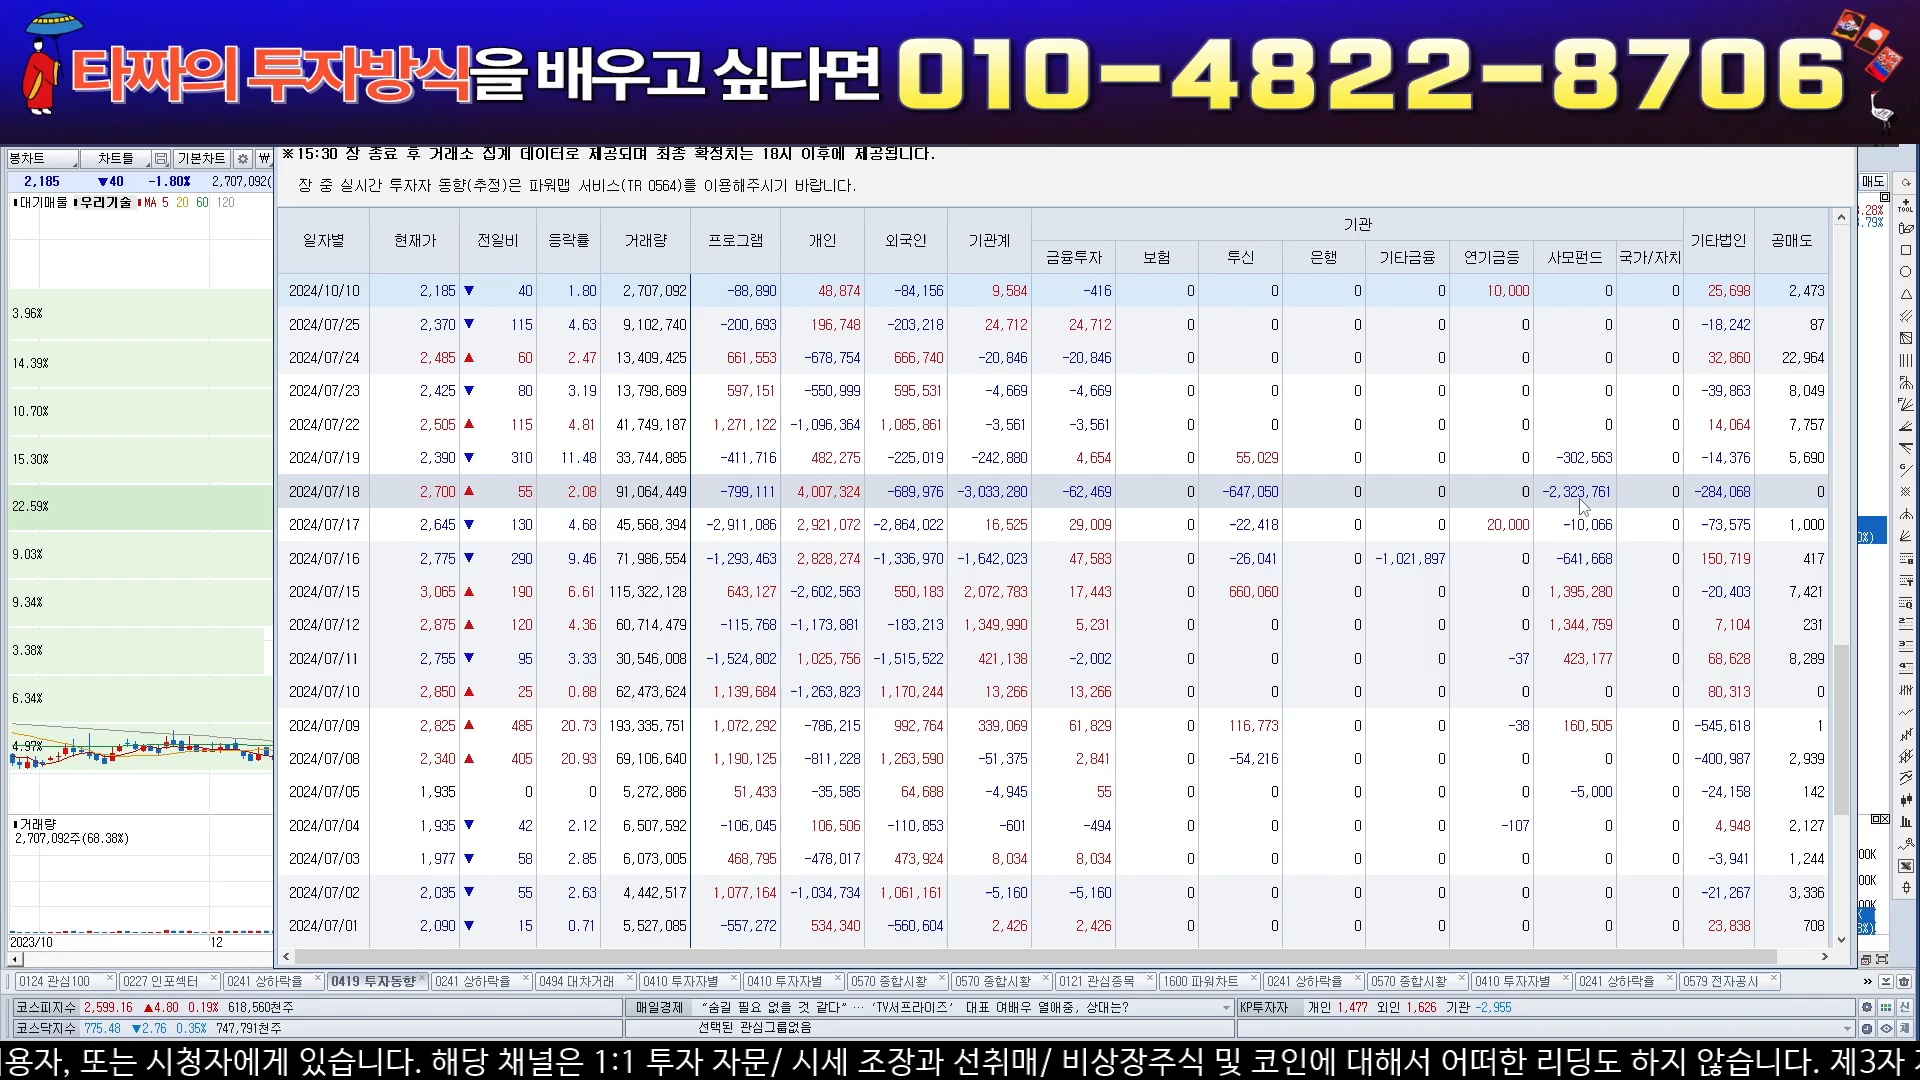 타짜의 투자방식을 배우고 싶다면 010-4822-8706
봉차트 차트틀 기본차트 ₩
※15:30 장 종료 후 거래소 집계 데이터로 제공되며 최종 확정치는 18시 이후에 제공됩니다.
2,185 ▼40 -1.80% 2,707,092(
장 중 실시간 투자자 동향(추정)은 파워맵 서비스(TR 0564)를 이용해주시기 바랍니다.
매도
대기매물 우리기술 MA 5 20 60 120
일자별 현재가 전일비 등락률 거래량 프로그램 개인 외국인 기관계 기관 기타법인 공매도
금융투자 보험 투신 은행 기타금융 연기금등 사모펀드 국가/자치
2024/10/10 2,185 ▼ 40 1.80 2,707,092 -88,890 48,874 -84,156 9,584 -416 0 0 0 0 10,000 0 0 25,698 2,473
2024/07/25 2,370 ▼ 115 4.63 9,102,740 -200,693 196,748 -203,218 24,712 24,712 0 0 0 0 0 0 0 -18,242 87
2024/07/24 2,485 ▲ 60 2.47 13,409,425 661,553 -678,754 666,740 -20,846 -20,846 0 0 0 0 0 0 0 32,860 22,964
2024/07/23 2,425 ▼ 80 3.19 13,798,689 597,151 -550,999 595,531 -4,669 -4,669 0 0 0 0 0 0 0 -39,863 8,049
2024/07/22 2,505 ▲ 115 4.81 41,749,187 1,271,122 -1,096,364 1,085,861 -3,561 -3,561 0 0 0 0 0 0 0 14,064 7,757
2024/07/19 2,390 ▼ 310 11.48 33,744,885 -411,716 482,275 -225,019 -242,880 4,654 0 55,029 0 0 0 -302,563 0 -14,376 5,690
2024/07/18 2,700 ▲ 55 2.08 91,064,449 -799,111 4,007,324 -689,976 -3,033,280 -62,469 0 -647,050 0 0 0 -2,323,761 0 -284,068 0
2024/07/17 2,645 ▼ 130 4.68 45,568,394 -2,911,086 2,921,072 -2,864,022 16,525 29,009 0 -22,418 0 0 20,000 -10,066 0 -73,575 1,000
2024/07/16 2,775 ▼ 290 9.46 71,986,554 -1,293,463 2,828,274 -1,336,970 -1,642,023 47,583 0 -26,041 0 -1,021,897 0 -641,668 0 150,719 417
2024/07/15 3,065 ▲ 190 6.61 115,322,128 643,127 -2,602,563 550,183 2,072,783 17,443 0 660,060 0 0 0 1,395,280 0 -20,403 7,421
2024/07/12 2,875 ▲ 120 4.36 60,714,479 -115,768 -1,173,881 -183,213 1,349,990 5,231 0 0 0 0 0 1,344,759 0 7,104 231
2024/07/11 2,755 ▼ 95 3.33 30,546,008 -1,524,802 1,025,756 -1,515,522 421,138 -2,002 0 0 0 0 -37 423,177 0 68,628 8,289
2024/07/10 2,850 ▲ 25 0.88 62,473,624 1,139,684 -1,263,823 1,170,244 13,266 13,266 0 0 0 0 0 0 0 80,313 0
2024/07/09 2,825 ▲ 485 20.73 193,335,751 1,072,292 -786,215 992,764 339,069 61,829 0 116,773 0 0 -38 160,505 0 -545,618 1
2024/07/08 2,340 ▲ 405 20.93 69,106,640 1,190,125 -811,228 1,263,590 -51,375 2,841 0 -54,216 0 0 0 0 0 -400,987 2,939
2024/07/05 1,935 0 0 5,272,886 51,433 -35,585 64,688 -4,945 55 0 0 0 0 0 -5,000 0 -24,158 142
2024/07/04 1,935 ▼ 42 2.12 6,507,592 -106,045 106,506 -110,853 -601 -494 0 0 0 0 -107 0 0 4,948 2,127
2024/07/03 1,977 ▼ 58 2.85 6,073,005 468,795 -478,017 473,924 8,034 8,034 0 0 0 0 0 0 0 -3,941 1,244
2024/07/02 2,035 ▼ 55 2.63 4,442,517 1,077,164 -1,034,734 1,061,161 -5,160 -5,160 0 0 0 0 0 0 0 -21,267 3,336
2024/07/01 2,090 ▼ 15 0.71 5,527,085 -557,272 534,340 -560,604 2,426 2,426 0 0 0 0 0 0 0 23,838 708
3.96%
14.39%
10.70%
15.30%
22.59%
9.03%
9.34%
3.38%
6.34%
4.97%
거래량
2,707,092주(68.38%)
2023/10 12
0124 관심100 0227 인포섹터 0241 상하락율 0419 투자동향 0241 상하락율 0494 대차거래 0410 투자자별 0410 투자자별 0570 종합시황 0570 종합시황 0121 관심종목 1600 파워차트 0241 상하락율 0570 종합시황 0410 투자자별 0241 상하락율 0579 전자공시
코스피지수 2,599.16 ▲4.80 0.19% 618,560천주 매일경제 “숨길 필요 없을 것 같다” … ‘TV서프라이즈’ 대표 여배우 열애중, 상대는? KP투자자 개인 1,477 외인 1,626 기관 -2,955
코스닥지수 775.48 ▼2.76 0.35% 747,791천주 선택된 관심그룹없음
용자, 또는 시청자에게 있습니다. 해당 채널은 1:1 투자 자문/ 시세 조장과 선취매/ 비상장주식 및 코인에 대해서 어떠한 리딩도 하지 않습니다. 제3자